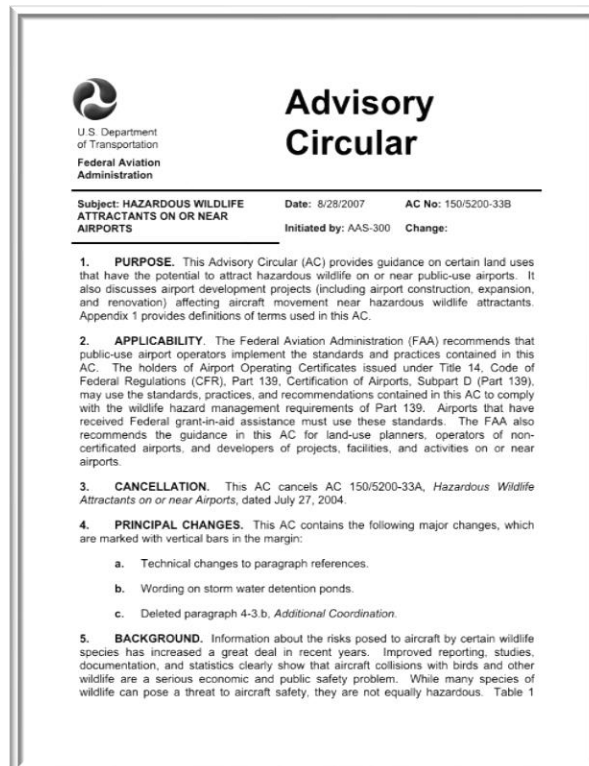 Advisory
Circular
U.S. Department
of Transportation
Federal Aviation
Administration
Subject: HAZARDOUS WILDLIFE
ATTRACTANTS ON OR NEAR
AIRPORTS
Date: 8/28/2007
Initiated by: AAS-300
AC No: 150/5200-33B
Change:
1. PURPOSE. This Advisory Circular (AC) provides guidance on certain land uses
that have the potential to attract hazardous wildlife on or near public-use airports. It
also discusses airport development projects (including airport construction, expansion,
and renovation) affecting aircraft movement near hazardous wildlife attractants.
Appendix 1 provides definitions of terms used in this AC.
2. APPLICABILITY. The Federal Aviation Administration (FAA) recommends that
public-use airport operators implement the standards and practices contained in this
AC. The holders of Airport Operating Certificates issued under Title 14, Code of
Federal Regulations (CFR), Part 139, Certification of Airports, Subpart D (Part 139),
may use the standards, practices, and recommendations contained in this AC to comply
with the wildlife hazard management requirements of Part 139. Airports that have
received Federal grant-in-aid assistance must use these standards. The FAA also
recommends the guidance in this AC for land-use planners, operators of non-
certificated airports, and developers of projects, facilities, and activities on or near
airports.
3. CANCELLATION. This AC cancels AC 150/5200-33A, Hazardous Wildlife
Attractants on or near Airports, dated July 27, 2004.
4. PRINCIPAL CHANGES. This AC contains the following major changes, which
are marked with vertical bars in the margin:
a. Technical changes to paragraph references.
b. Wording on storm water detention ponds.
c. Deleted paragraph 4-3.b, Additional Coordination.
5. BACKGROUND. Information about the risks posed to aircraft by certain wildlife
species has increased a great deal in recent years. Improved reporting, studies,
documentation, and statistics clearly show that aircraft collisions with birds and other
wildlife are a serious economic and public safety problem. While many species of
wildlife can pose a threat to aircraft safety, they are not equally hazardous. Table 1